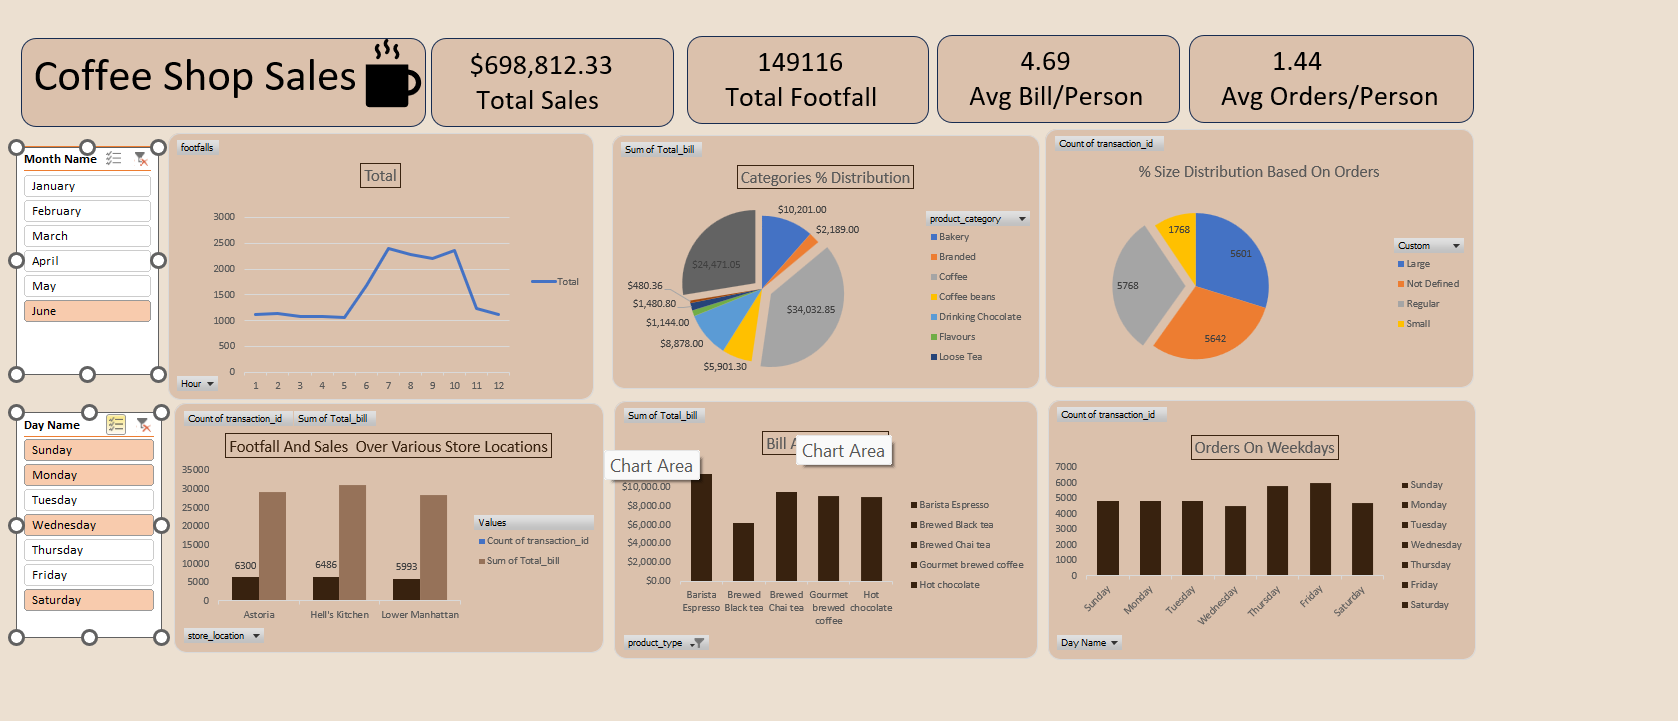 Coffee Shop Sales
$698,812.33
Total Sales
149116
Total Footfall
4.69
Avg Bill/Person
1.44
Avg Orders/Person
Month Name
January
February
March
April
May
June
footfalls
Total
3000
2500
2000
1500
1000
500
0
1 2 3 4 5 6 7 8 9 10 11 12
Total
Hour
Sum of Total_bill
Categories % Distribution
$10,201.00
$2,189.00
$24,471.05
$480.36
$1,480.80
$1,144.00
$8,878.00
$5,901.30
$34,032.85
product_category
Bakery
Branded
Coffee
Coffee beans
Drinking Chocolate
Flavours
Loose Tea
Count of transaction_id
% Size Distribution Based On Orders
1768
5601
5768
5642
Custom
Large
Not Defined
Regular
Small
Day Name
Sunday
Monday
Tuesday
Wednesday
Thursday
Friday
Saturday
Count of transaction_id Sum of Total_bill
Footfall And Sales  Over Various Store Locations
35000
30000
25000
20000
15000
10000
5000
0
6300
6486
5993
Astoria Hell's Kitchen Lower Manhattan
Values
Count of transaction_id
Sum of Total_bill
store_location
Sum of Total_bill
Bill A
Chart Area
Chart Area
$10,000.00
$8,000.00
$6,000.00
$4,000.00
$2,000.00
$0.00
Barista Espresso
Brewed Black tea
Brewed Chai tea
Gourmet brewed coffee
Hot chocolate
Barista Espresso
Brewed Black tea
Brewed Chai tea
Gourmet brewed coffee
Hot chocolate
product_type
Count of transaction_id
Orders On Weekdays
7000
6000
5000
4000
3000
2000
1000
0
Sunday
Monday
Tuesday
Wednesday
Thursday
Friday
Saturday
Sunday
Monday
Tuesday
Wednesday
Thursday
Friday
Saturday
Day Name